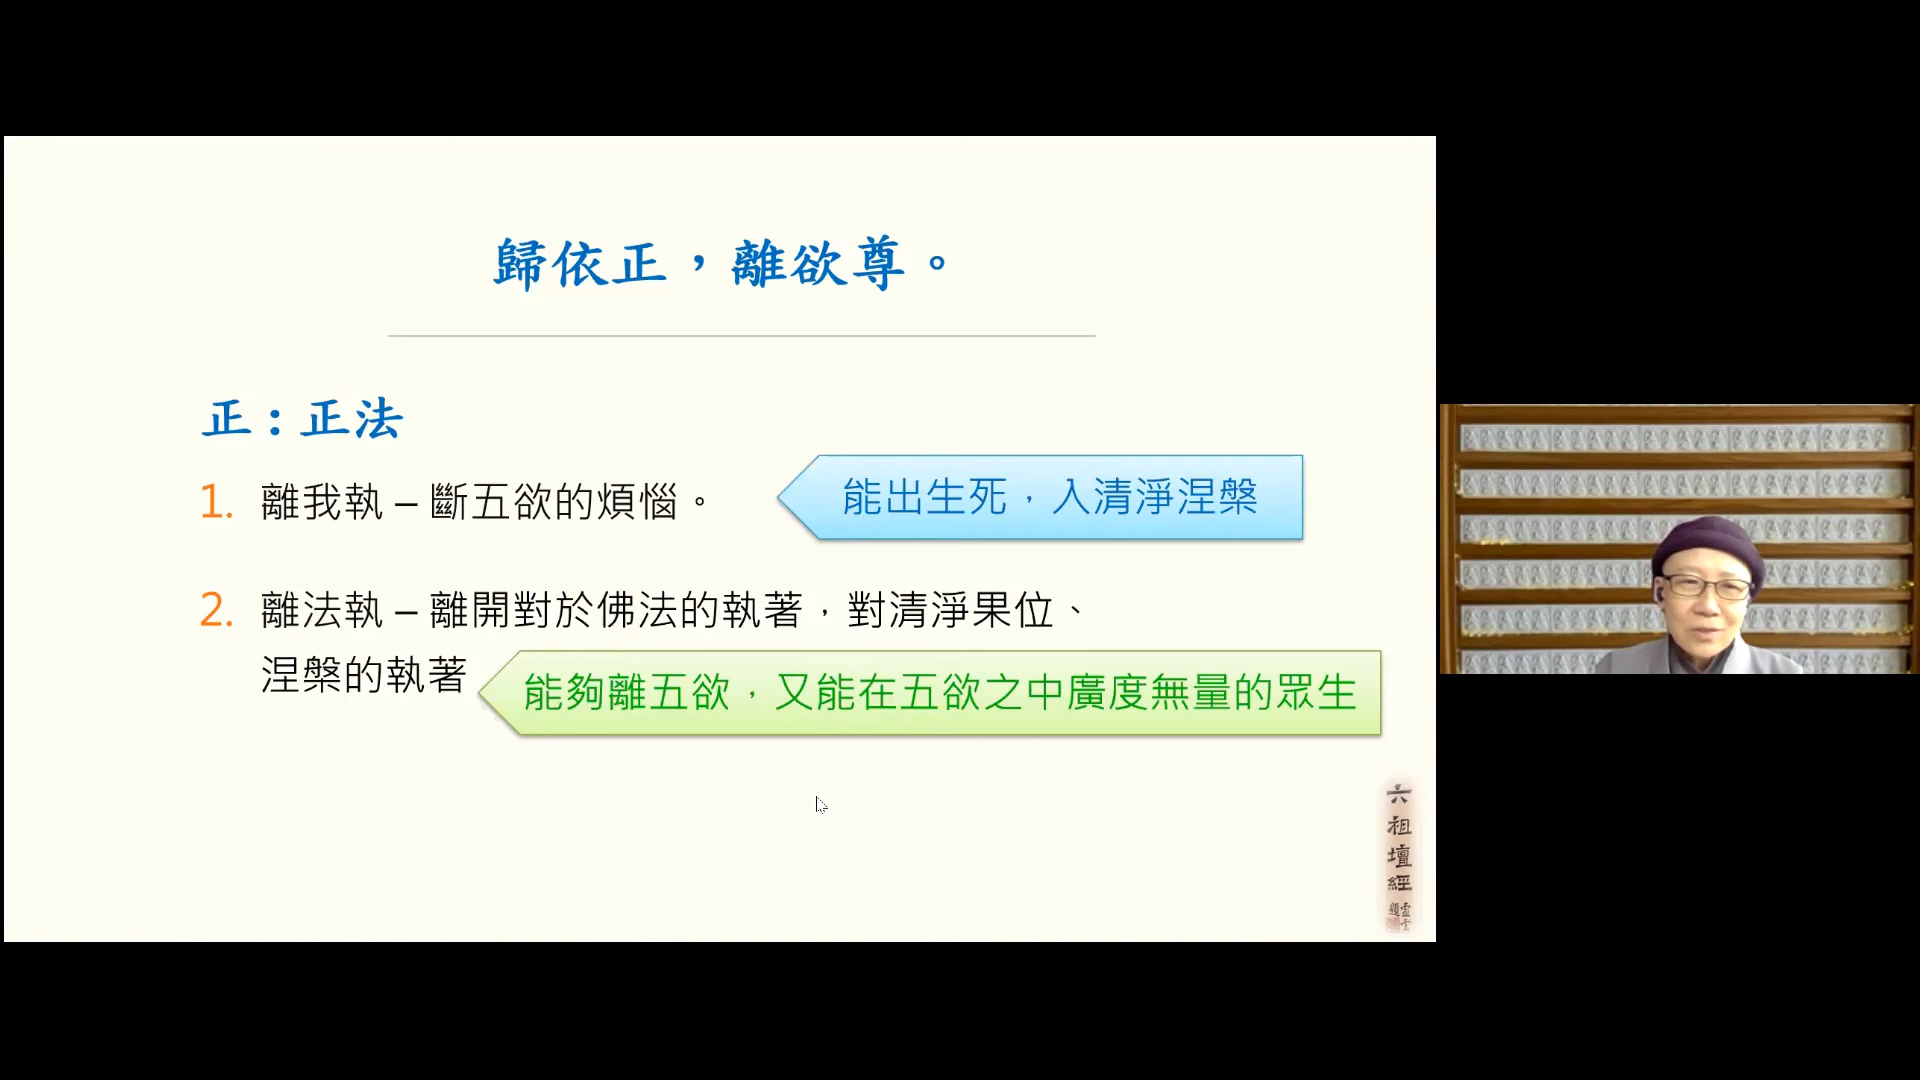 歸依正，離欲尊。
正：正法
1. 離我執 – 斷五欲的煩惱。
能出生死，入清淨涅槃
2. 離法執 – 離開對於佛法的執著，對清淨果位、
涅槃的執著
能夠離五欲，又能在五欲之中廣度無量的眾生
六祖壇經